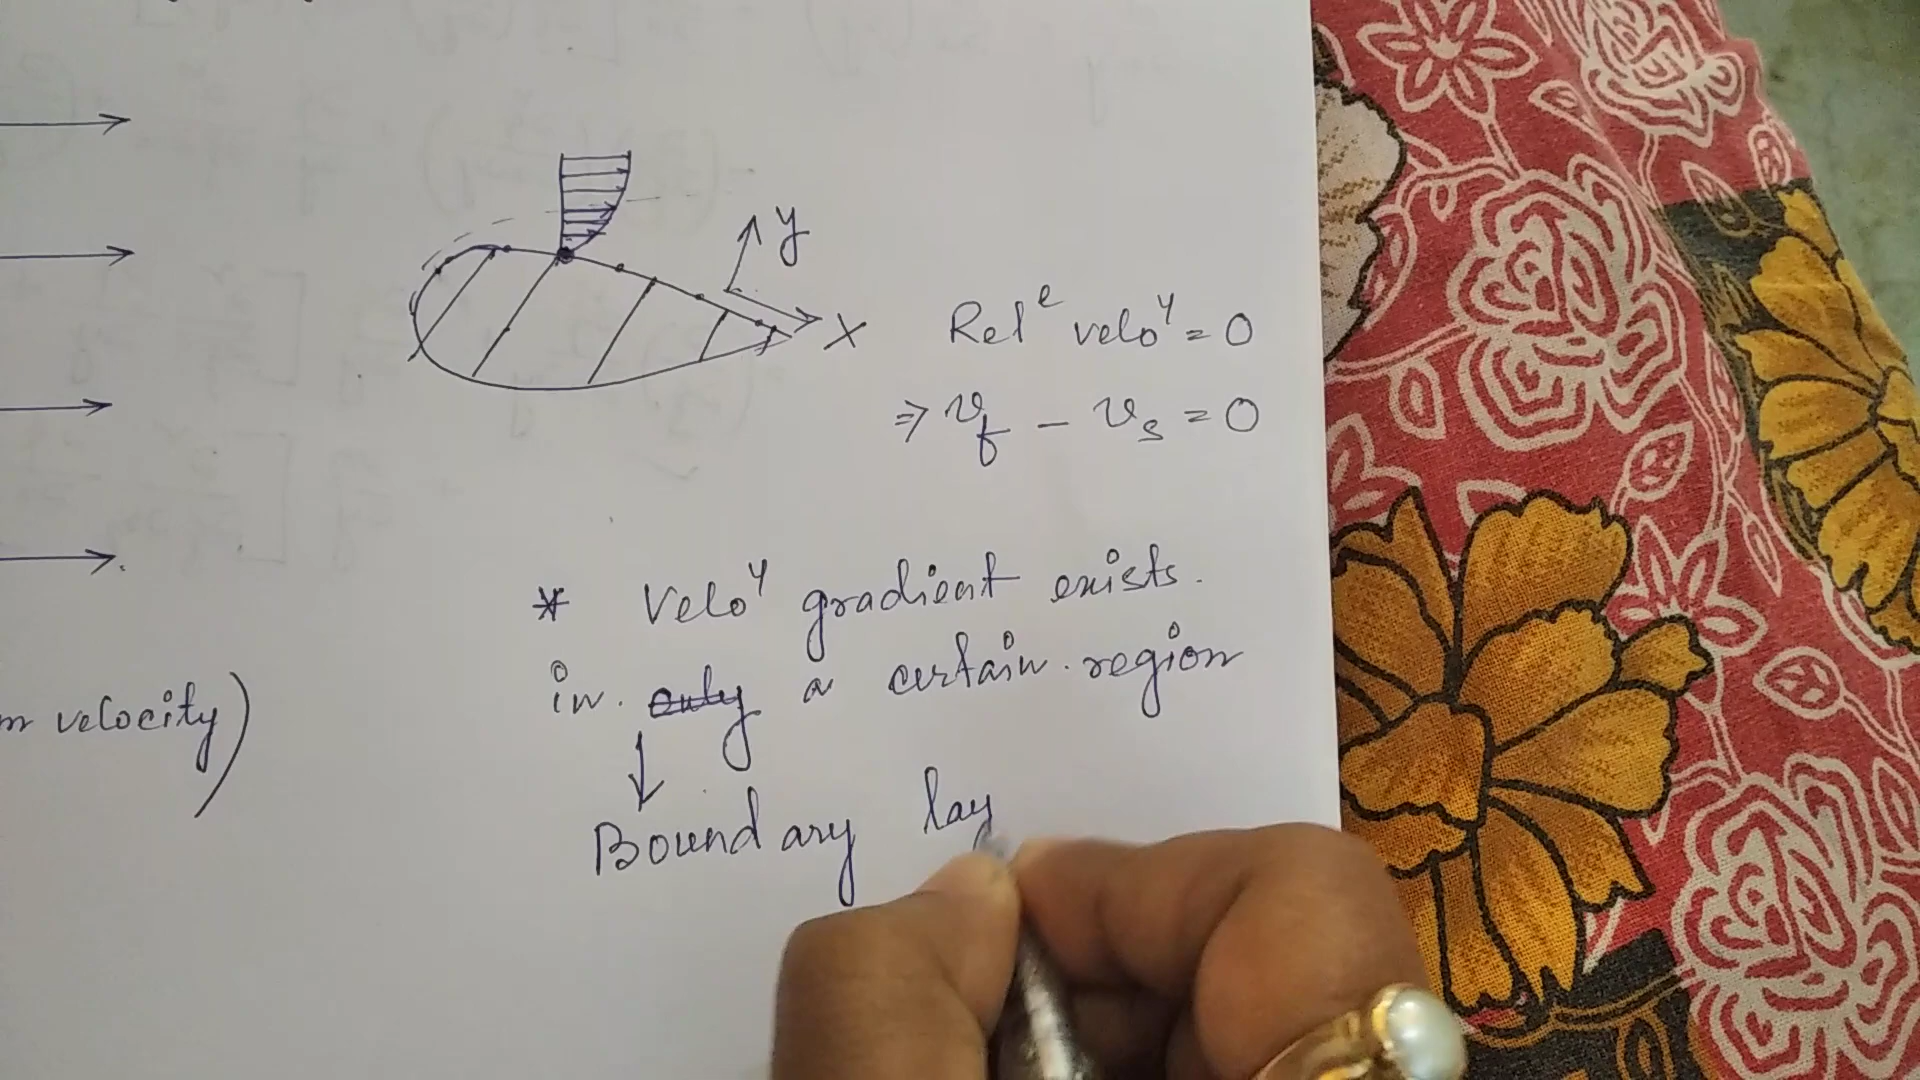 y
X
Rel^e velo^y = 0
⇒ v_f - v_s = 0
* Velo^y gradient exists.
in. only a certain region
velocity)
↓
Boundary lay